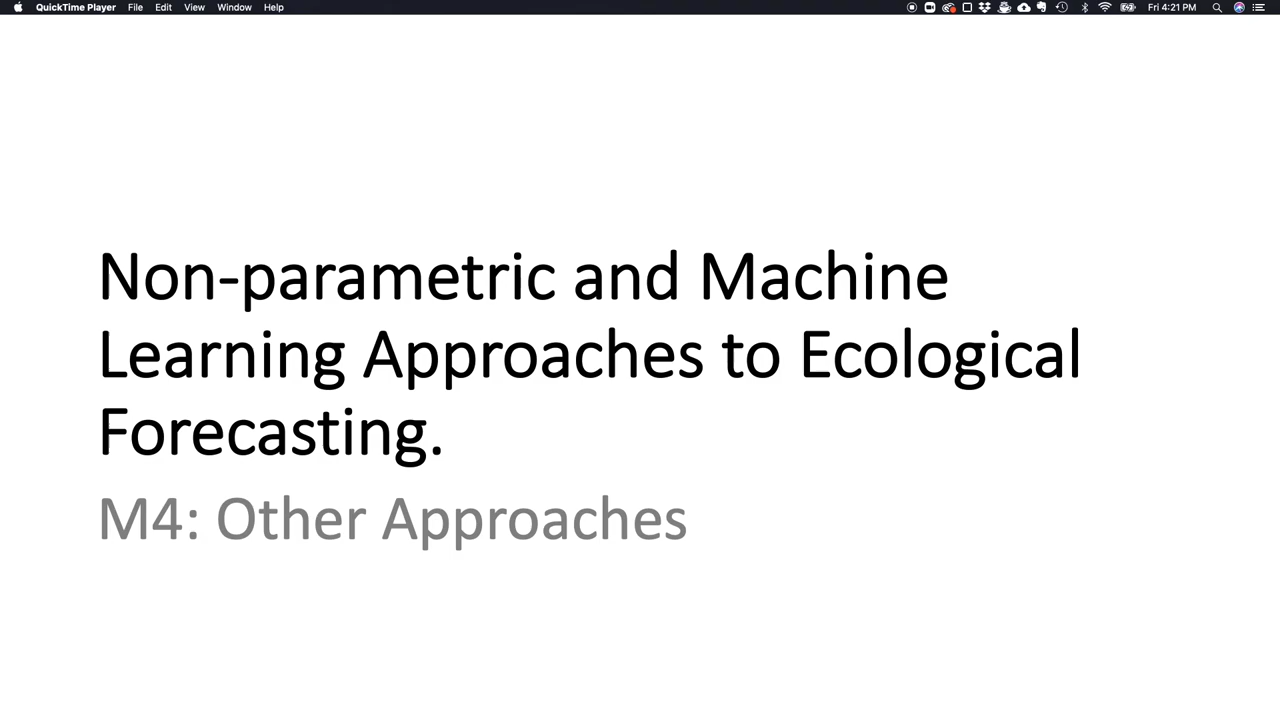 QuickTime Player File Edit View Window Help Fri 4:21 PM
Non-parametric and Machine
Learning Approaches to Ecological
Forecasting.
M4: Other Approaches